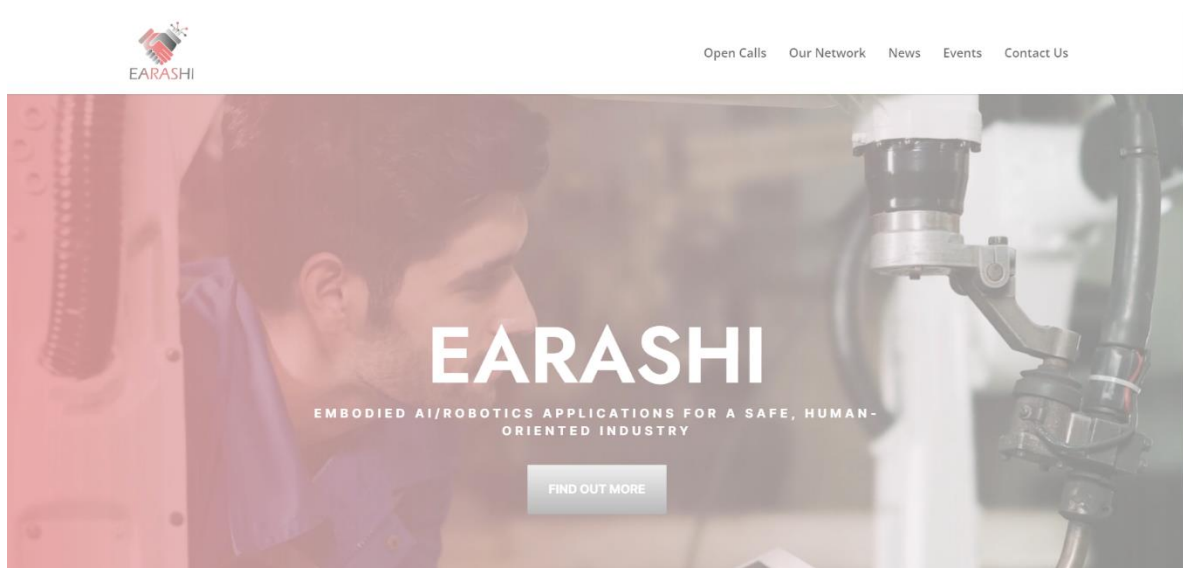 EARASHI
Open Calls
Our Network
News
Events
Contact Us
EARASHI
EMBODIED AI/ROBOTICS APPLICATIONS FOR A SAFE, HUMAN-
ORIENTED INDUSTRY
FIND OUT MORE